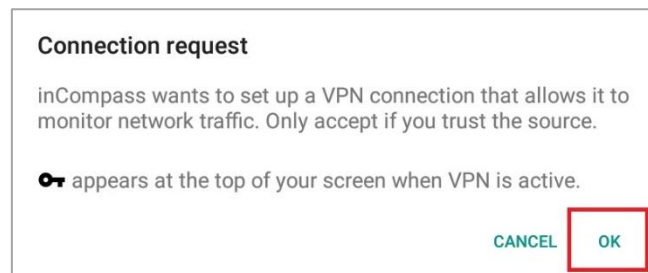 Connection request
inCompass wants to set up a VPN connection that allows it to
monitor network traffic. Only accept if you trust the source.
appears at the top of your screen when VPN is active.
CANCEL OK